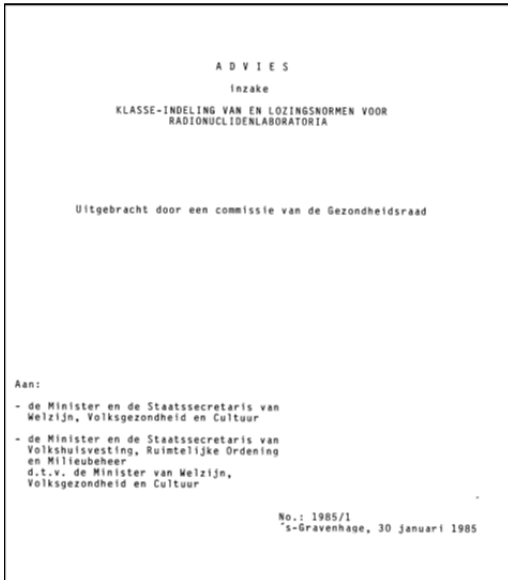 A D V I E S
inzake
KLASSE-INDELING VAN EN LOZINGSNORMEN VOOR
RADIONUCLIDENLABORATORIA
Uitgebracht door een commissie van de Gezondheidsraad
Aan:
- de Minister en de Staatssecretaris van
Welzijn, Volksgezondheid en Cultuur
- de Minister en de Staatssecretaris van
Volkshuisvesting, Ruimtelijke Ordening
en Milieubeheer
d.t.v. de Minister van Welzijn,
Volksgezondheid en Cultuur
No.: 1985/1
's-Gravenhage, 30 januari 1985